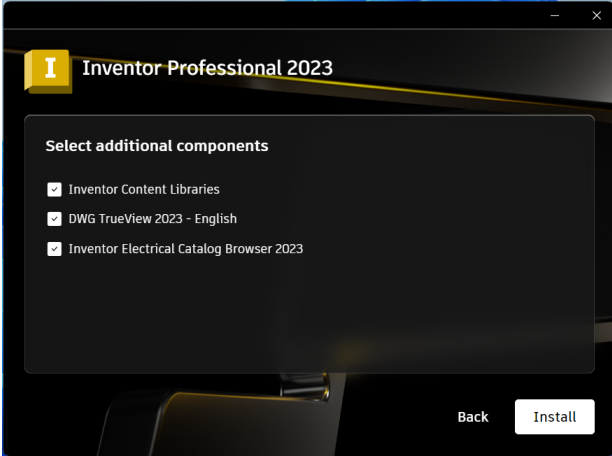 I
Inventor Professional 2023
Select additional components
Inventor Content Libraries
DWG TrueView 2023 - English
Inventor Electrical Catalog Browser 2023
Back
Install